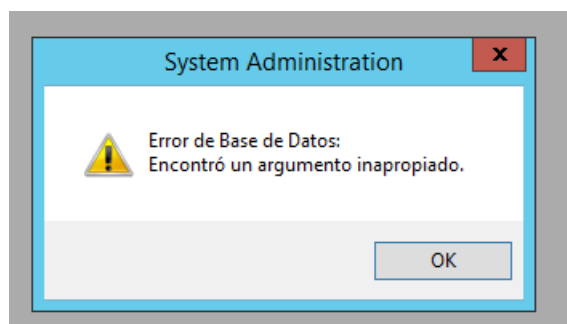 System Administration
x
Error de Base de Datos:
Encontró un argumento inapropiado.
OK